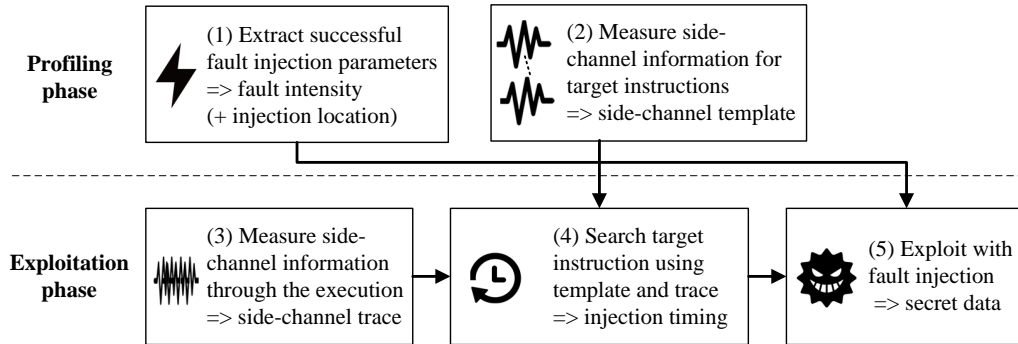 Profiling
phase
(1) Extract successful
fault injection parameters
=> fault intensity
(+ injection location)
(2) Measure side-
channel information for
target instructions
=> side-channel template
Exploitation
phase
(3) Measure side-
channel information
through the execution
=> side-channel trace
(4) Search target
instruction using
template and trace
=> injection timing
(5) Exploit with
fault injection
=> secret data